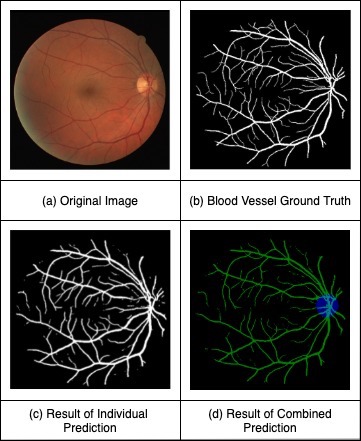 (a) Original Image
(b) Blood Vessel Ground Truth
(c) Result of Individual
Prediction
(d) Result of Combined
Prediction